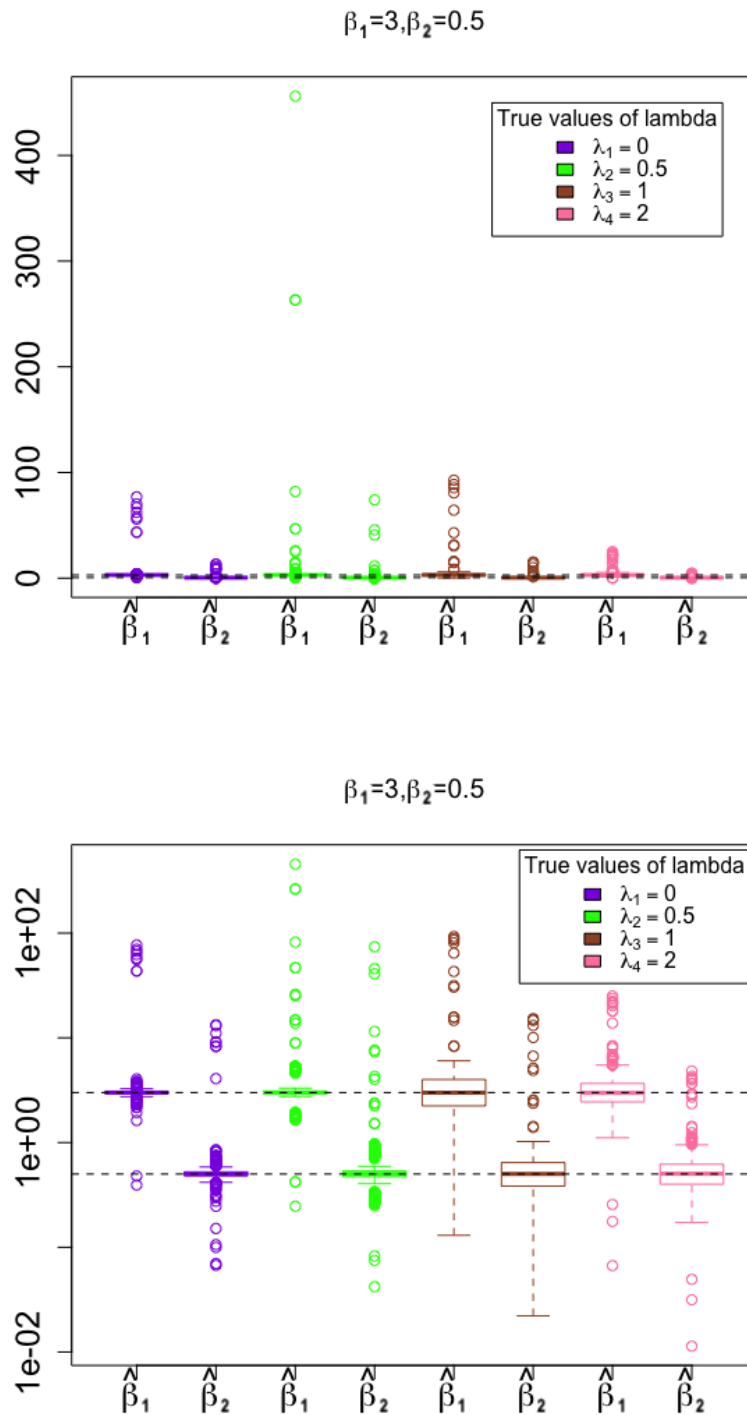 β₁=3,β₂=0.5
True values of lambda
λ₁ = 0
λ₂ = 0.5
λ₃ = 1
λ₄ = 2
400
300
200
100
0
β̂₁ β̂₂ β̂₁ β̂₂ β̂₁ β̂₂ β̂₁ β̂₂
β₁=3,β₂=0.5
True values of lambda
λ₁ = 0
λ₂ = 0.5
λ₃ = 1
λ₄ = 2
1e+02
1e+00
1e-02
β̂₁ β̂₂ β̂₁ β̂₂ β̂₁ β̂₂ β̂₁ β̂₂